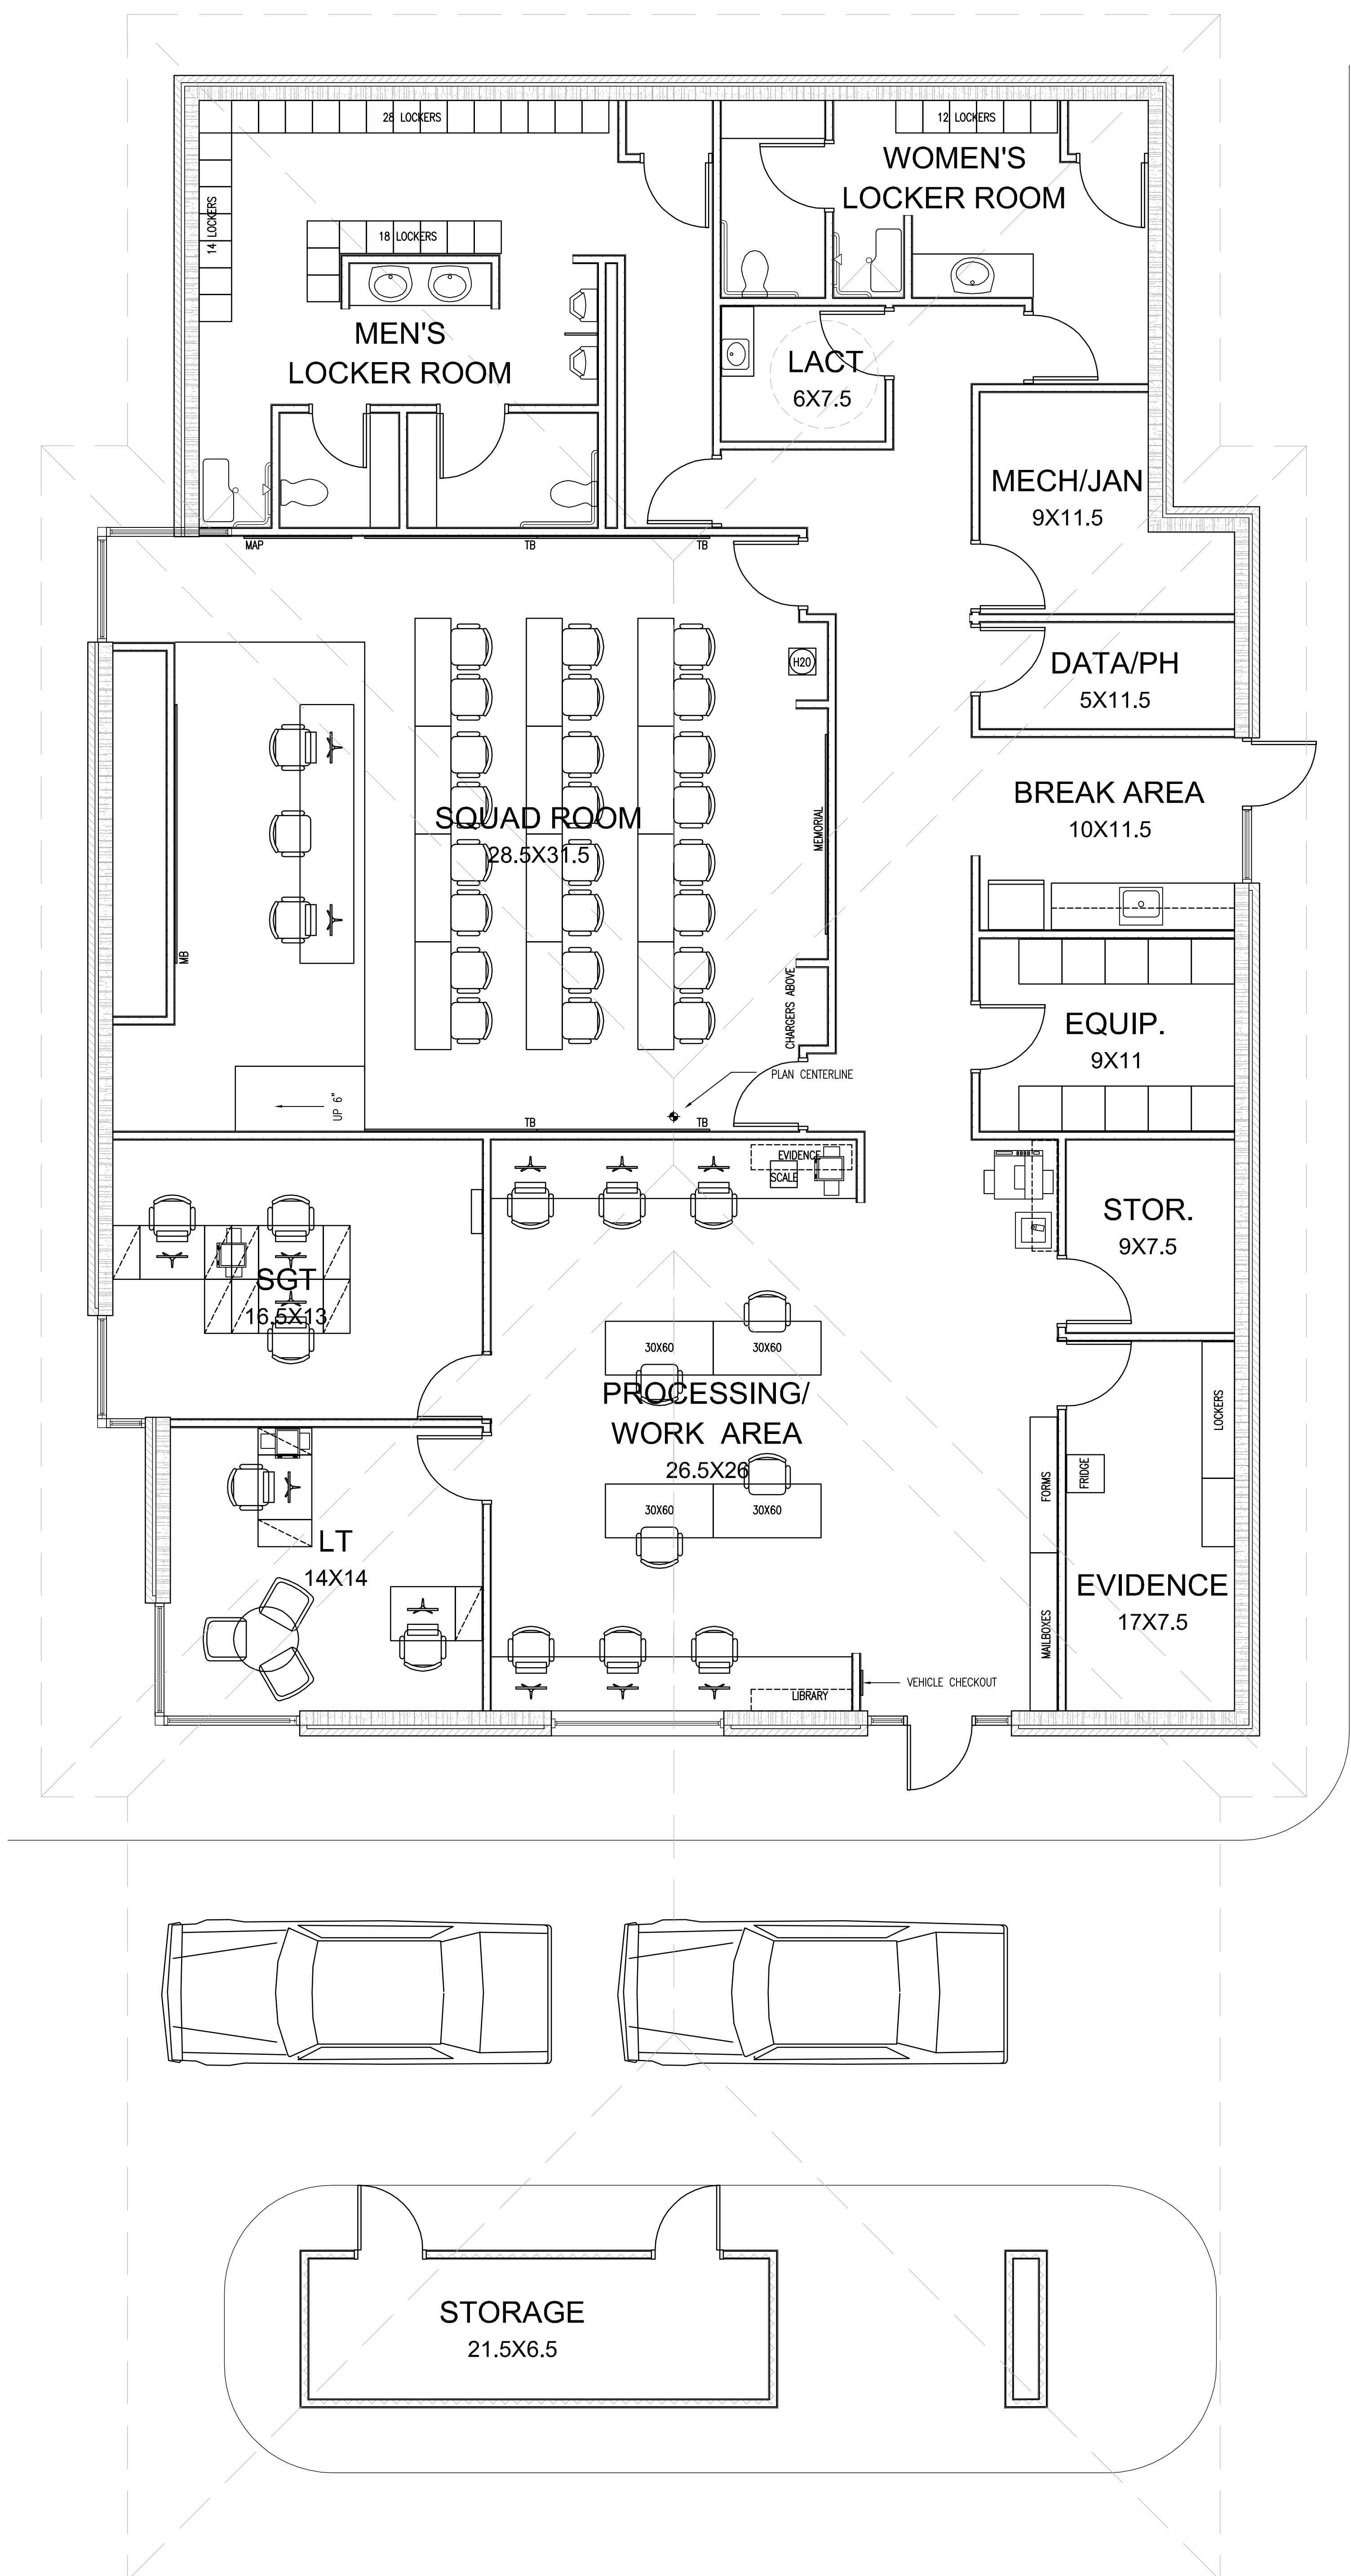 28 LOCKERS
12 LOCKERS
WOMEN'S
LOCKER ROOM
14 LOCKERS
18 LOCKERS
MEN'S
LOCKER ROOM
LACT
6X7.5
MECH/JAN
9X11.5
MAP
TB
TB
H20
DATA/PH
5X11.5
BREAK AREA
10X11.5
SQUAD ROOM
28.5X31.5
MEMORIAL
MB
CHARGERS ABOVE
EQUIP.
9X11
PLAN CENTERLINE
UP 6"
TB
TB
EVIDENCE
SCALE
STOR.
9X7.5
SGT
16.5X13
30X60
30X60
PROCESSING/
WORK AREA
26.5X26
LOCKERS
FRIDGE
FORMS
30X60
30X60
LT
14X14
EVIDENCE
17X7.5
MAILBOXES
VEHICLE CHECKOUT
LIBRARY
STORAGE
21.5X6.5